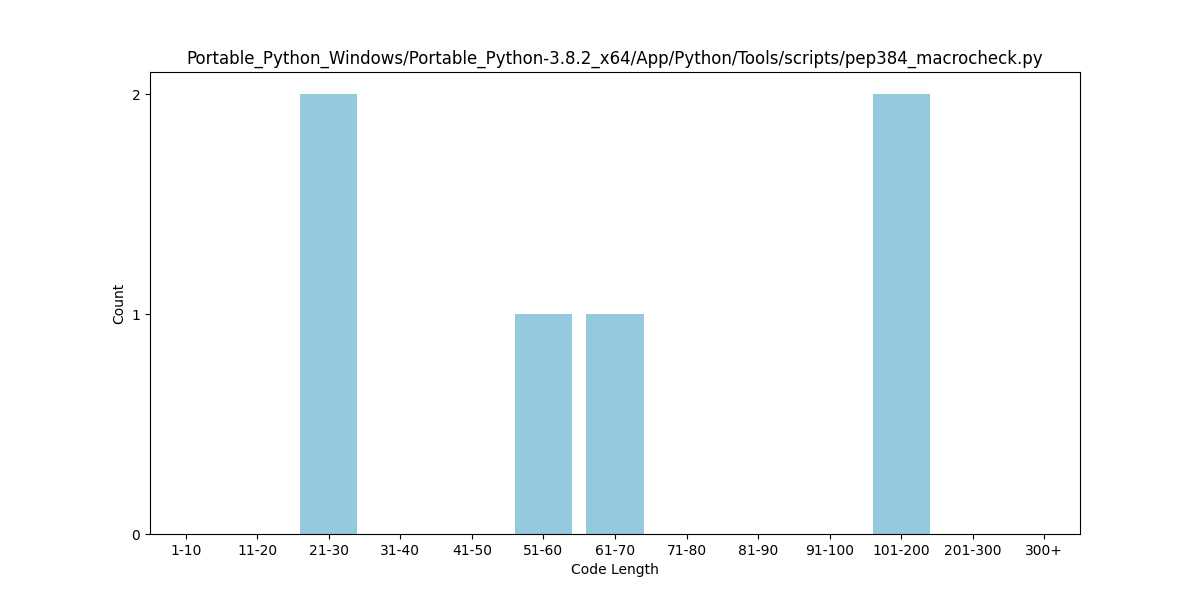 Portable_Python_Windows/Portable_Python-3.8.2_x64/App/Python/Tools/scripts/pep384_macrocheck.py
2
1
0
Count
1-10 11-20 21-30 31-40 41-50 51-60 61-70 71-80 81-90 91-100 101-200 201-300 300+
Code Length